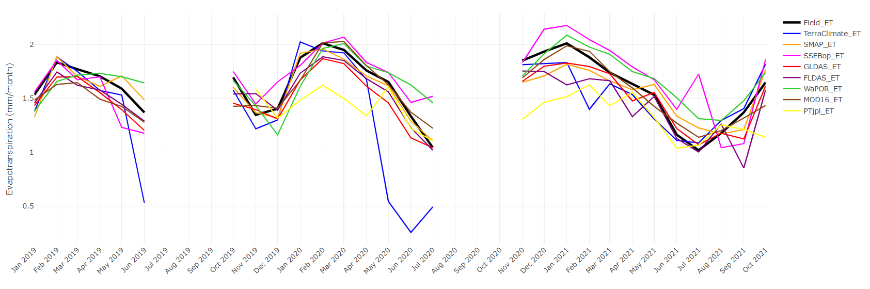 Evapotranspiration (mm/month)
2
1.5
1
0.5
Jan 2019
Feb 2019
Mar 2019
Apr 2019
May 2019
Jun 2019
Jul 2019
Aug 2019
Sep 2019
Oct 2019
Nov 2019
Dec 2019
Jan 2020
Feb 2020
Mar 2020
Apr 2020
May 2020
Jun 2020
Jul 2020
Aug 2020
Sep 2020
Oct 2020
Nov 2020
Dec 2020
Jan 2021
Feb 2021
Mar 2021
Apr 2021
May 2021
Jun 2021
Jul 2021
Aug 2021
Sep 2021
Oct 2021
Field_ET
TerraClimate_ET
SMAP_ET
SSEBop_ET
GLDAS_ET
FLDAS_ET
WaPOR_ET
MOD16_ET
PTjpl_ET